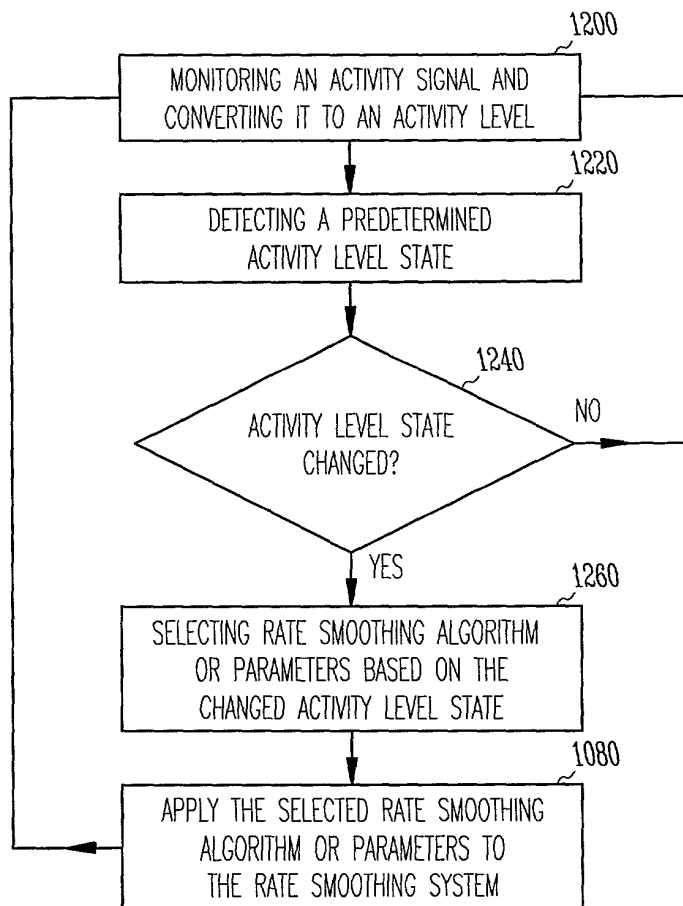 1200
MONITORING AN ACTIVITY SIGNAL AND
CONVERTIING IT TO AN ACTIVITY LEVEL
1220
DETECTING A PREDETERMINED
ACTIVITY LEVEL STATE
1240
ACTIVITY LEVEL STATE
CHANGED?
NO
YES
1260
SELECTING RATE SMOOTHING ALGORITHM
OR PARAMETERS BASED ON THE
CHANGED ACTIVITY LEVEL STATE
1080
APPLY THE SELECTED RATE SMOOTHING
ALGORITHM OR PARAMETERS TO
THE RATE SMOOTHING SYSTEM